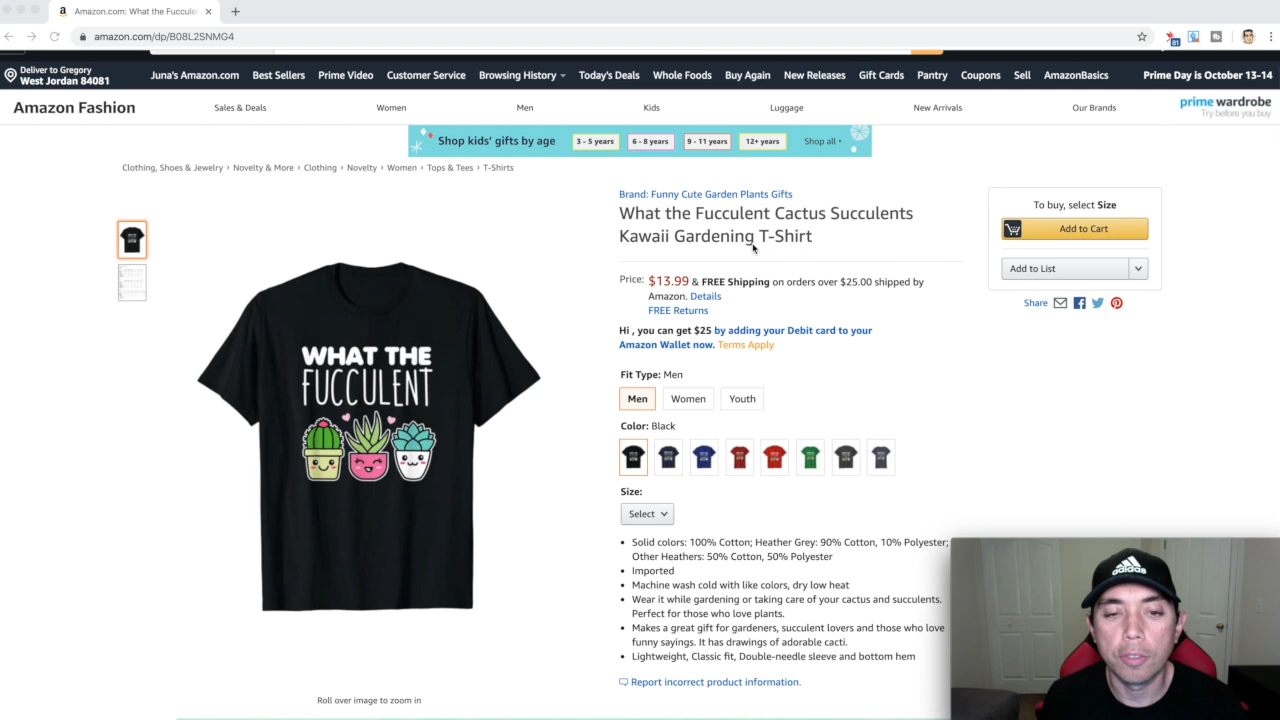 Amazon.com: What the Fucculen
amazon.com/dp/B08L2SNMG4
81
Deliver to Gregory
West Jordan 84081
Juna's Amazon.com Best Sellers Prime Video Customer Service Browsing History Today's Deals Whole Foods Buy Again New Releases Gift Cards Pantry Coupons Sell AmazonBasics Prime Day is October 13-14
Amazon Fashion Sales & Deals Women Men Kids Luggage New Arrivals Our Brands prime wardrobe
Try before you buy
Shop kids' gifts by age 3 - 5 years 6 - 8 years 9 - 11 years 12+ years Shop all ›
Clothing, Shoes & Jewelry › Novelty & More › Clothing › Novelty › Women › Tops & Tees › T-Shirts
Brand: Funny Cute Garden Plants Gifts
What the Fucculent Cactus Succulents
Kawaii Gardening T-Shirt
To buy, select Size
Add to Cart
Add to List
Share
Price: $13.99 & FREE Shipping on orders over $25.00 shipped by
Amazon. Details
FREE Returns
Hi , you can get $25 by adding your Debit card to your
Amazon Wallet now. Terms Apply
WHAT THE
FUCCULENT
Fit Type: Men
Men Women Youth
Color: Black
Size:
Select
• Solid colors: 100% Cotton; Heather Grey: 90% Cotton, 10% Polyester;
Other Heathers: 50% Cotton, 50% Polyester
• Imported
• Machine wash cold with like colors, dry low heat
• Wear it while gardening or taking care of your cactus and succulents.
Perfect for those who love plants.
• Makes a great gift for gardeners, succulent lovers and those who love
funny sayings. It has drawings of adorable cacti.
• Lightweight, Classic fit, Double-needle sleeve and bottom hem
Report incorrect product information.
Roll over image to zoom in
adidas